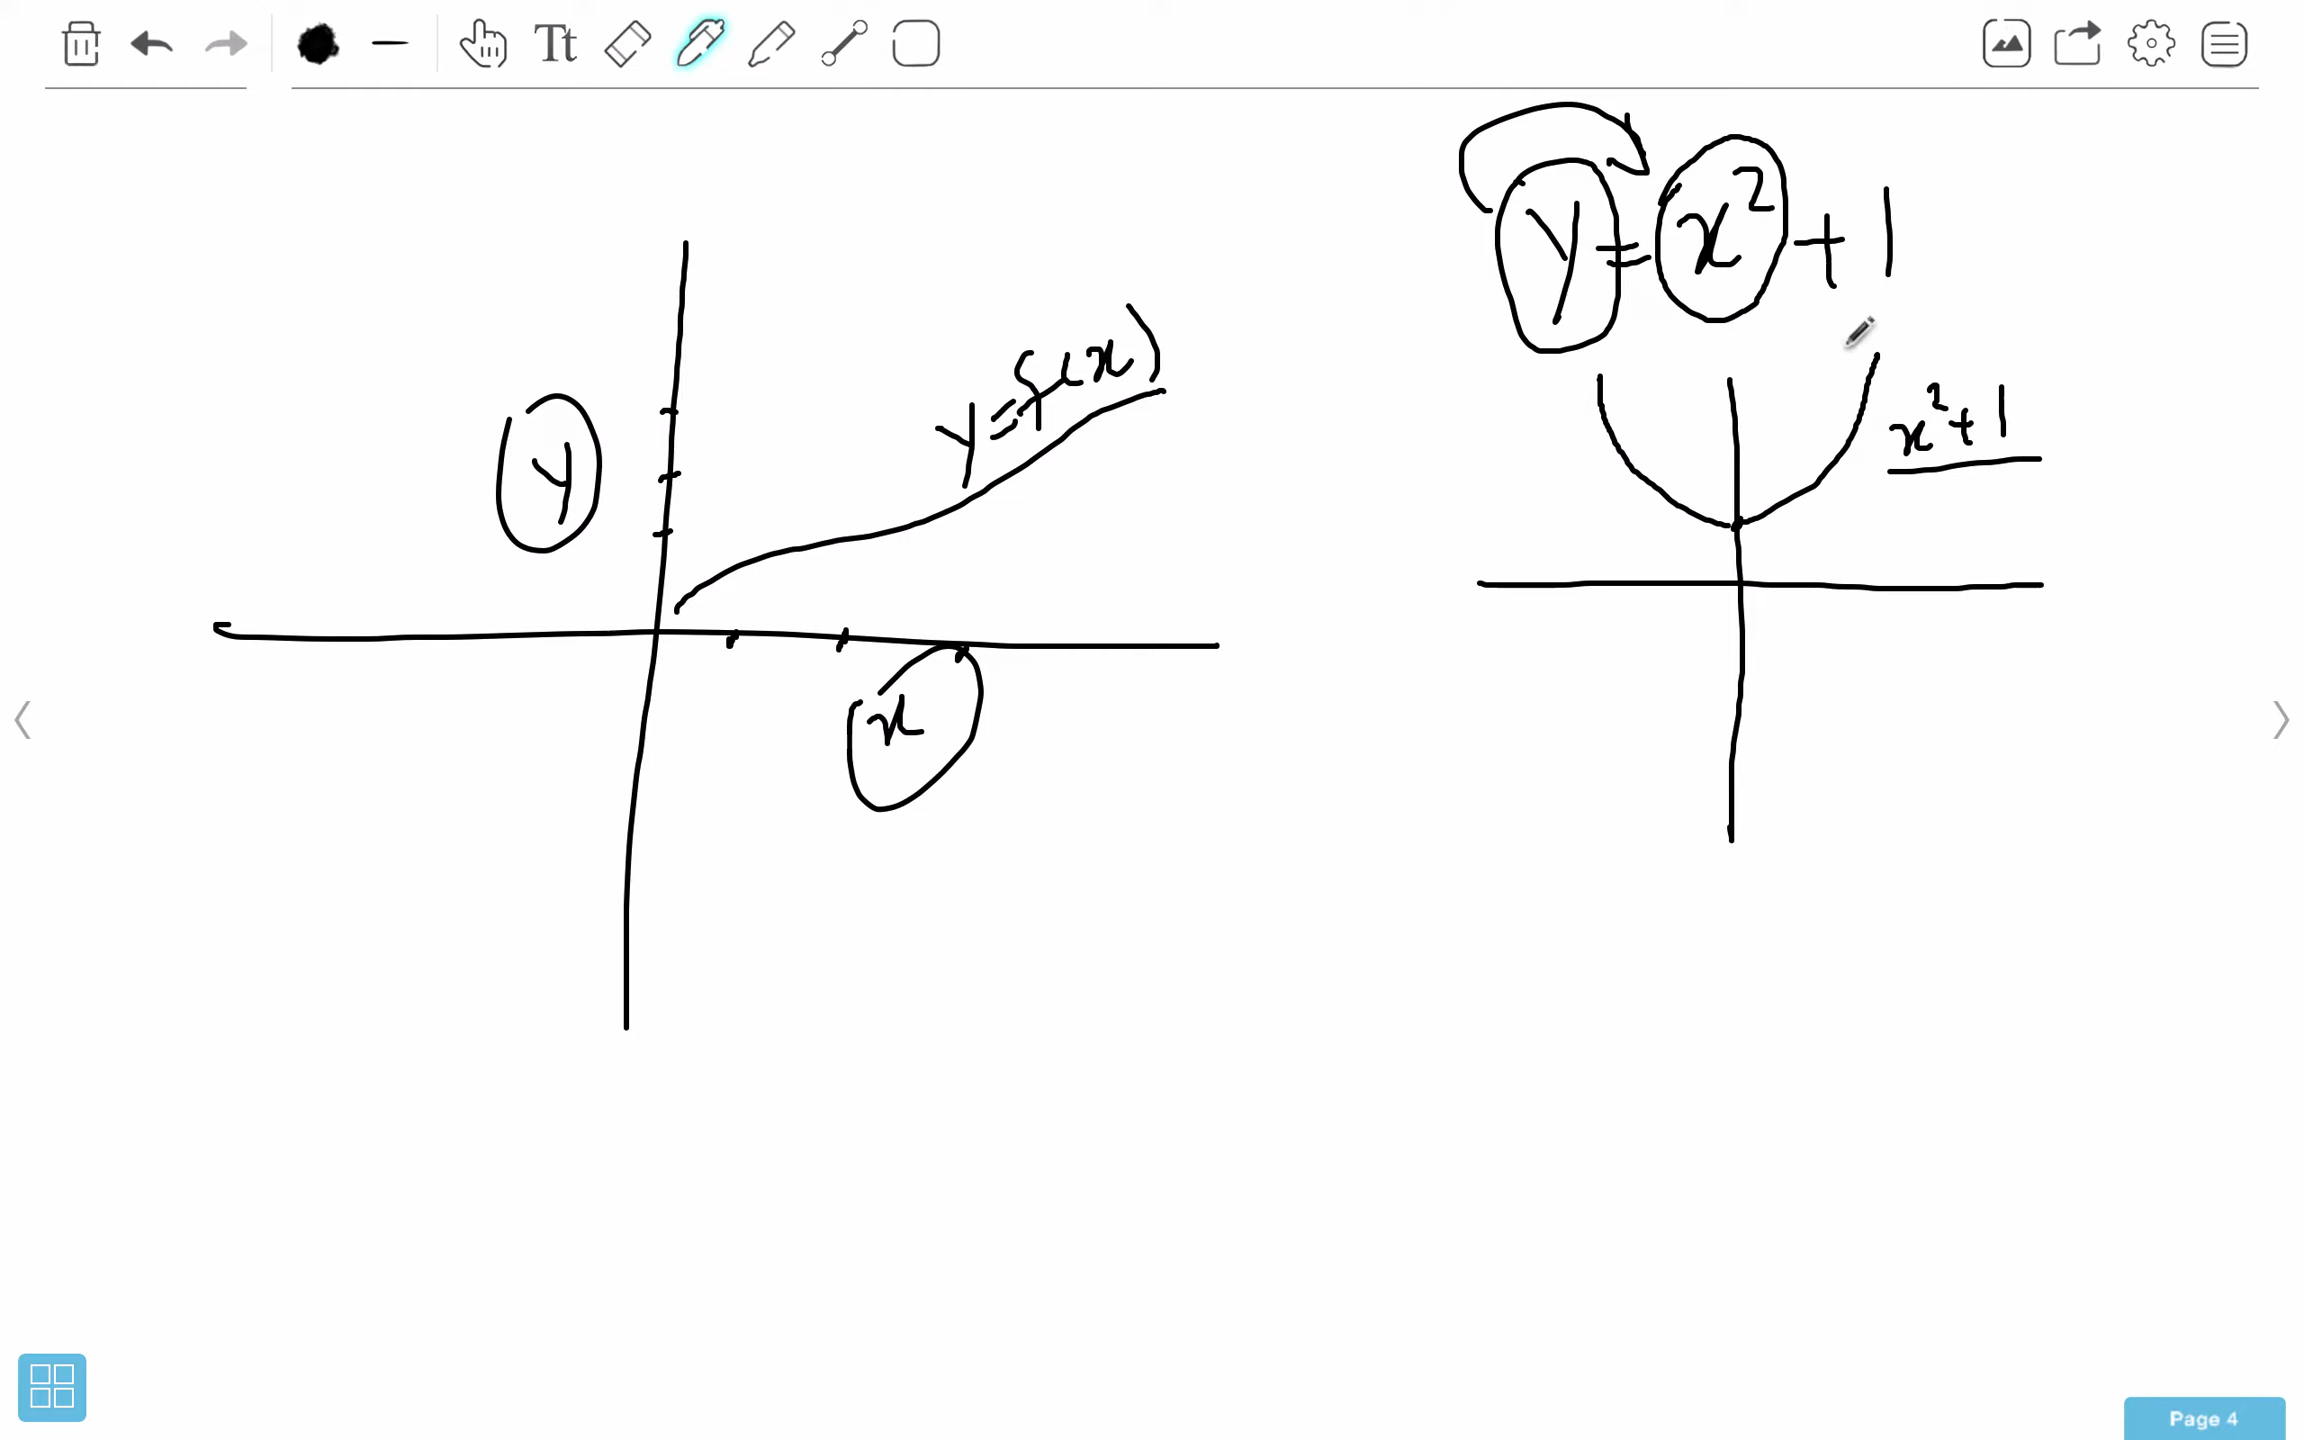 Tt
y = x² + 1
y = f(x)
y
x² + 1
x
Page 4